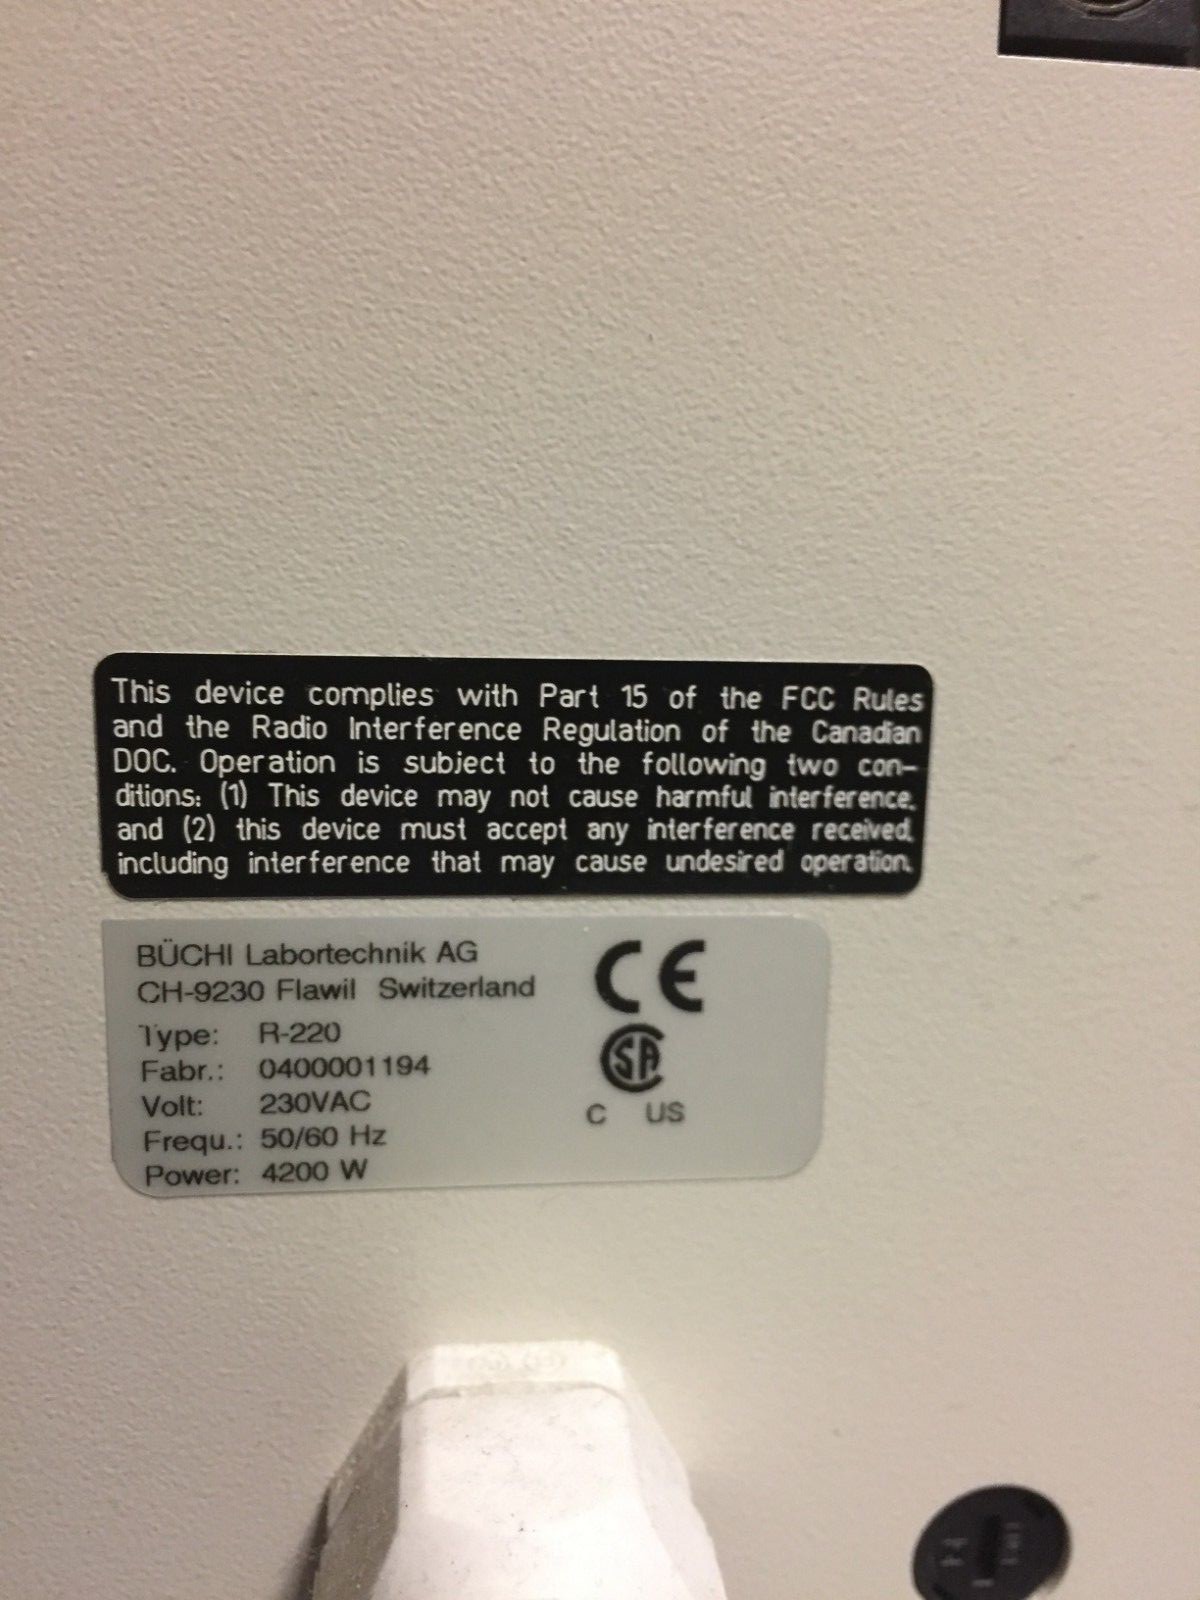 This device complies with Part 15 of the FCC Rules
and the Radio Interference Regulation of the Canadian
DOC. Operation is subject to the following two con-
ditions: (1) This device may not cause harmful interference,
and (2) this device must accept any interference received,
including interference that may cause undesired operation.
BÜCHI Labortechnik AG
CH-9230 Flawil Switzerland
Type: R-220
Fabr.: 0400001194
Volt: 230VAC
Frequ.: 50/60 Hz
Power: 4200 W
CE
SA
C US